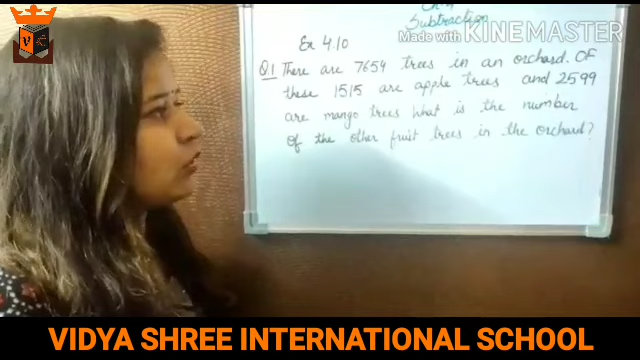 V C
Subtraction
Made with KINEMASTER
Ex 4.10
Q.1 There are 7654 trees in an orchard. OF
these 1515 are apple trees and 2599
are mango trees what is the number
of the other fruit trees in the orchard?
VIDYA SHREE INTERNATIONAL SCHOOL